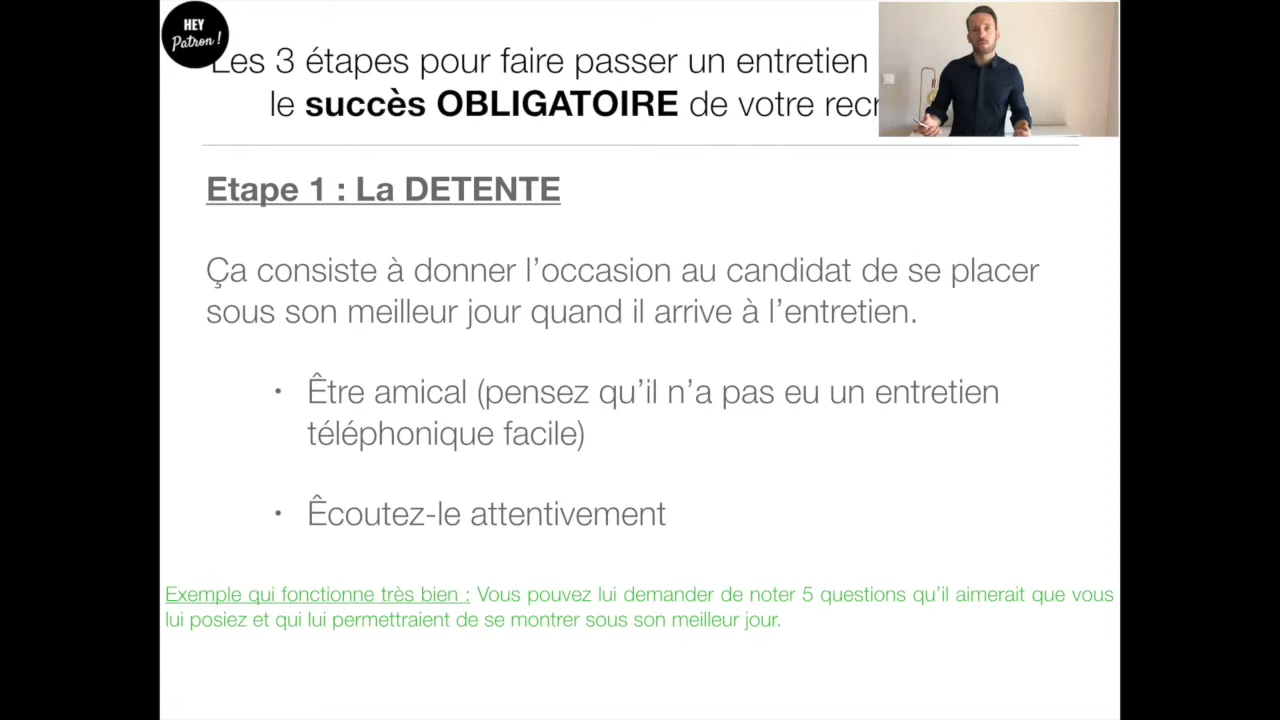 HEY
Patron !
Les 3 étapes pour faire passer un entretien
le succès OBLIGATOIRE de votre
Etape 1 : La DETENTE
Ça consiste à donner l’occasion au candidat de se placer
sous son meilleur jour quand il arrive à l’entretien.
• Être amical (pensez qu’il n’a pas eu un entretien
téléphonique facile)
• Êcoutez-le attentivement
Exemple qui fonctionne très bien : Vous pouvez lui demander de noter 5 questions qu’il aimerait que vous
lui posiez et qui lui permettraient de se montrer sous son meilleur jour.